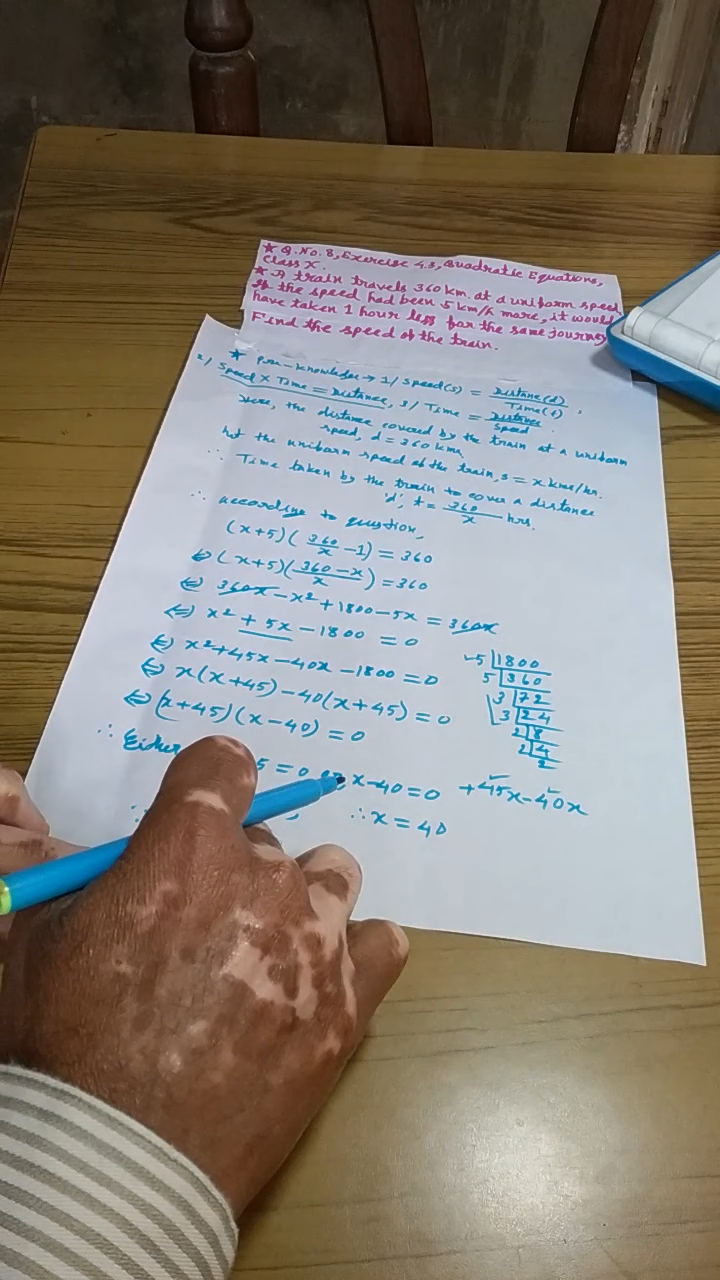 ★ Q.No. 8, Exercise 4.3, Quadratic Equations,
Class X.
★ A train travels 360 km. at a uniform speed.
If the speed had been 5 km/h more, it would
have taken 1 hour less for the same journey.
Find the speed of the train.
★ Pre-knowledge → 1/ Speed(s) = Distance(d)/Time(t),
2/ Speed × Time = Distance, 3/ Time = Distance/Speed.
Here, the distance covered by the train at a uniform
speed, d = 360 kms
Let the uniform speed of the train, s = x kms/hr.
∴ Time taken by the train to cover a distance
'd', t = 360/x hrs.
∴ according to question,
(x+5)(360/x - 1) = 360
⇔ (x+5)(360-x/x) = 360
⇔ 360x - x² + 1800 - 5x = 360x
⇔ x² + 5x - 1800 = 0
⇔ x² + 45x - 40x - 1800 = 0
⇔ x(x+45) - 40(x+45) = 0
⇔ (x+45)(x-40) = 0
∴ Either 5 = 0 or, x-40 = 0
∴ x = 40
5 1800
5 360
3 72
3 24
2 8
2 4
2
+45x - 40x